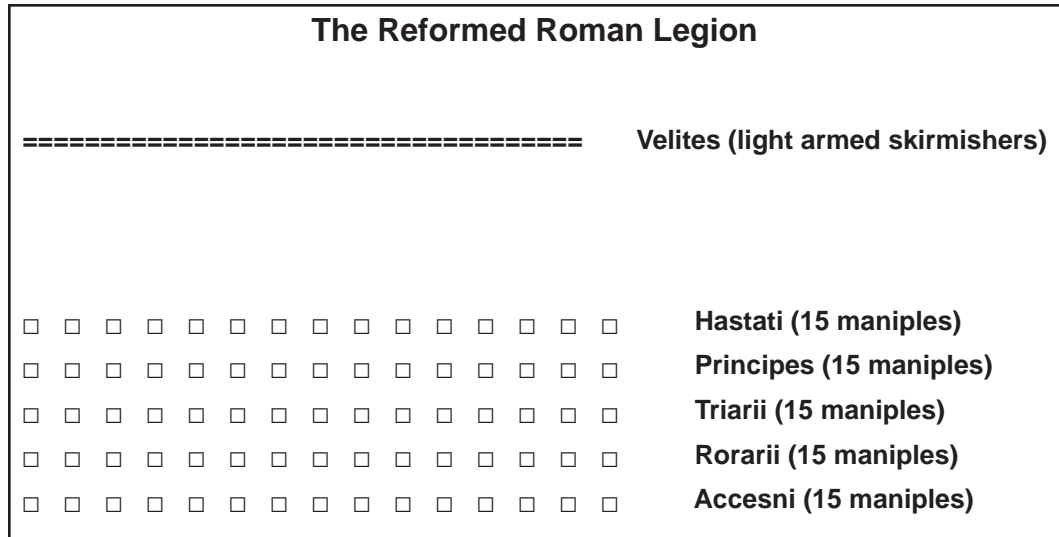 The Reformed Roman Legion
===================================== Velites (light armed skirmishers)
□ □ □ □ □ □ □ □ □ □ □ □ □ □ □ Hastati (15 maniples)
□ □ □ □ □ □ □ □ □ □ □ □ □ □ □ Principes (15 maniples)
□ □ □ □ □ □ □ □ □ □ □ □ □ □ □ Triarii (15 maniples)
□ □ □ □ □ □ □ □ □ □ □ □ □ □ □ Rorarii (15 maniples)
□ □ □ □ □ □ □ □ □ □ □ □ □ □ □ Accesni (15 maniples)